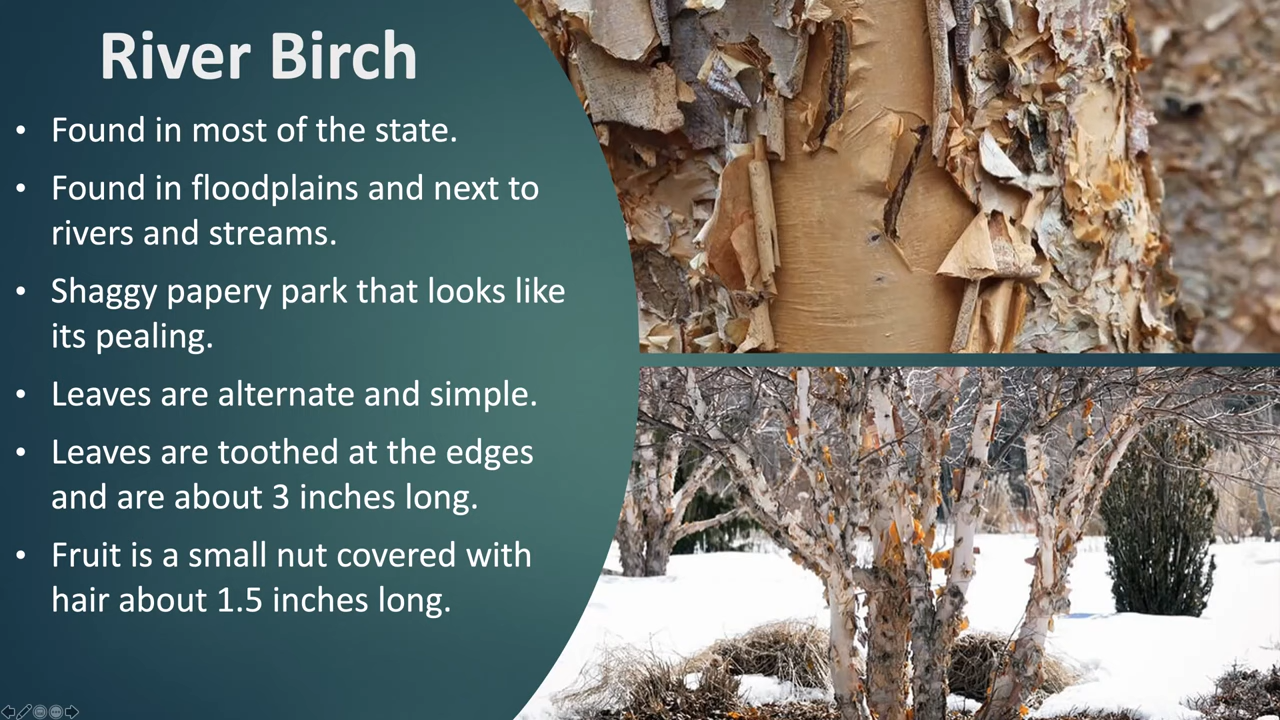 River Birch
• Found in most of the state.
• Found in floodplains and next to
rivers and streams.
• Shaggy papery park that looks like
its pealing.
• Leaves are alternate and simple.
• Leaves are toothed at the edges
and are about 3 inches long.
• Fruit is a small nut covered with
hair about 1.5 inches long.